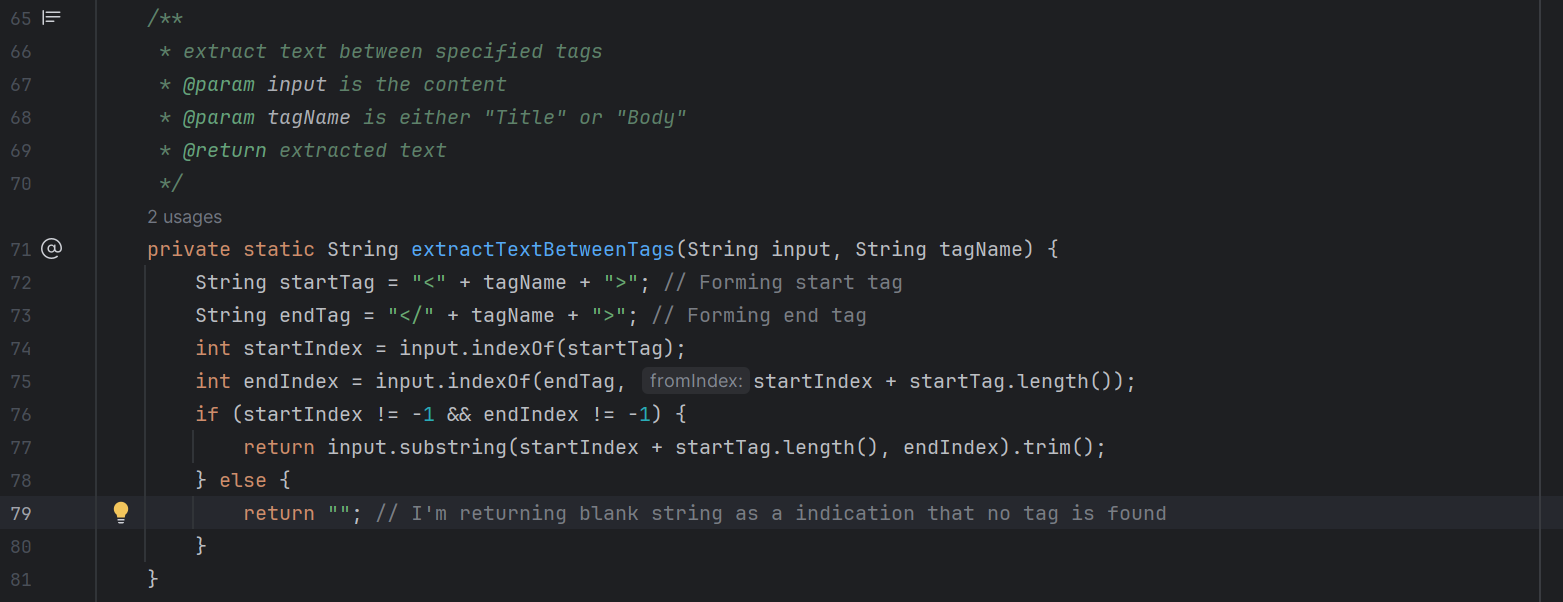 65 /**
66 * extract text between specified tags
67 * @param input is the content
68 * @param tagName is either "Title" or "Body"
69 * @return extracted text
70 */
2 usages
71 @ private static String extractTextBetweenTags(String input, String tagName) {
72 String startTag = "<" + tagName + ">"; // Forming start tag
73 String endTag = "</" + tagName + ">"; // Forming end tag
74 int startIndex = input.indexOf(startTag);
75 int endIndex = input.indexOf(endTag, fromIndex: startIndex + startTag.length());
76 if (startIndex != -1 && endIndex != -1) {
77 return input.substring(startIndex + startTag.length(), endIndex).trim();
78 } else {
79 return ""; // I'm returning blank string as a indication that no tag is found
80 }
81 }